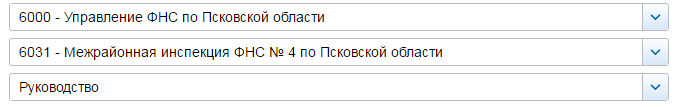 6000 - Управление ФНС по Псковской области
6031 - Межрайонная инспекция ФНС № 4 по Псковской области
Руководство